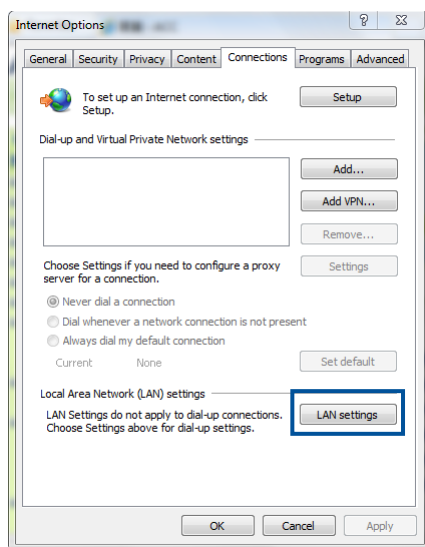 Internet Options
General Security Privacy Content Connections Programs Advanced
To set up an Internet connection, click
Setup.
Setup
Dial-up and Virtual Private Network settings
Add...
Add VPN...
Remove...
Choose Settings if you need to configure a proxy
server for a connection.
Settings
Never dial a connection
Dial whenever a network connection is not present
Always dial my default connection
Current None
Set default
Local Area Network (LAN) settings
LAN Settings do not apply to dial-up connections.
Choose Settings above for dial-up settings.
LAN settings
OK Cancel Apply